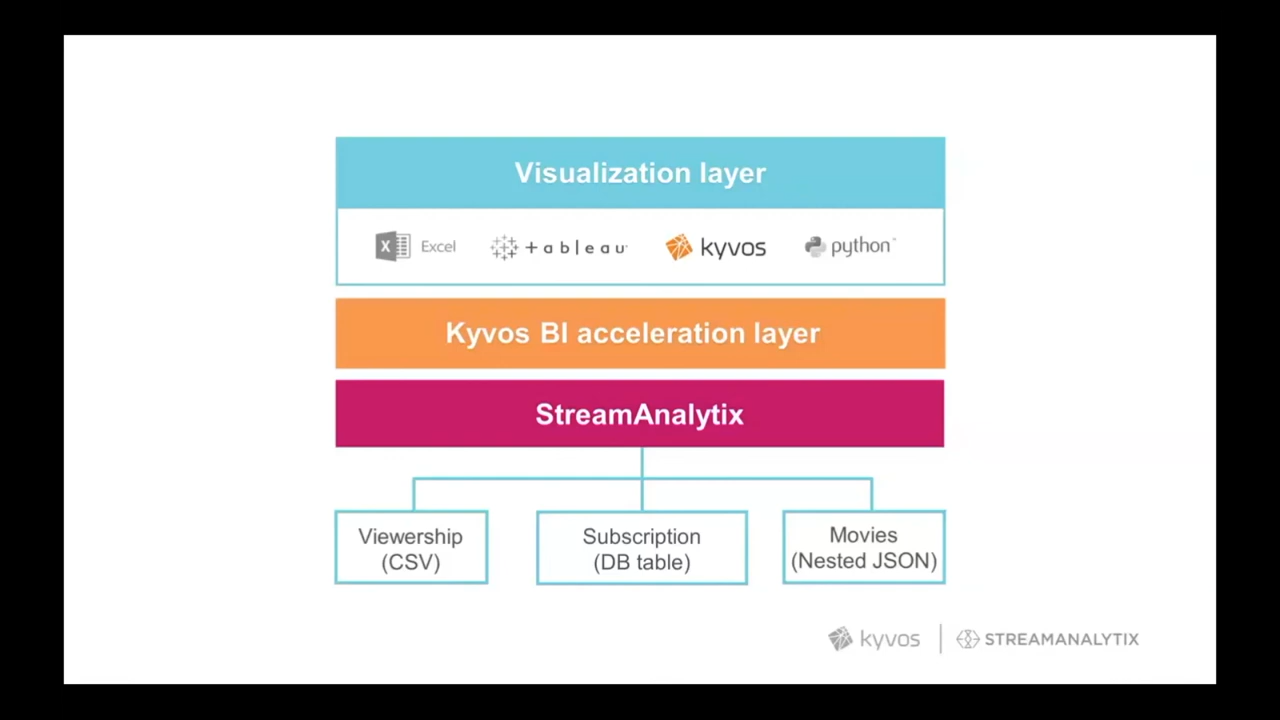 Visualization layer
Excel
+ableau
kyvos
python
Kyvos BI acceleration layer
StreamAnalytix
Viewership
(CSV)
Subscription
(DB table)
Movies
(Nested JSON)
kyvos | STREAMANALYTIX